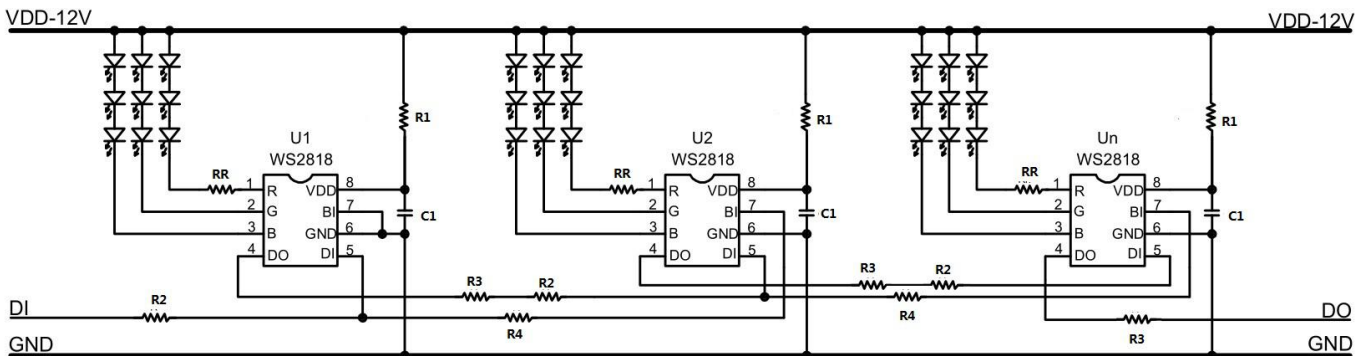 VDD-12V VDD-12V
R1 R1 R1
U1 U2 Un
WS2818 WS2818 WS2818
RR 1 R VDD 8 RR 1 R VDD 8 RR 1 R VDD 8
2 G BI 7 C1 2 G BI 7 C1 2 G BI 7 C1
3 B GND 6 3 B GND 6 3 B GND 6
4 DO DI 5 4 DO DI 5 4 DO DI 5
R3 R2 R3 R2
DI R2 R4 R4 R3 DO
GND GND